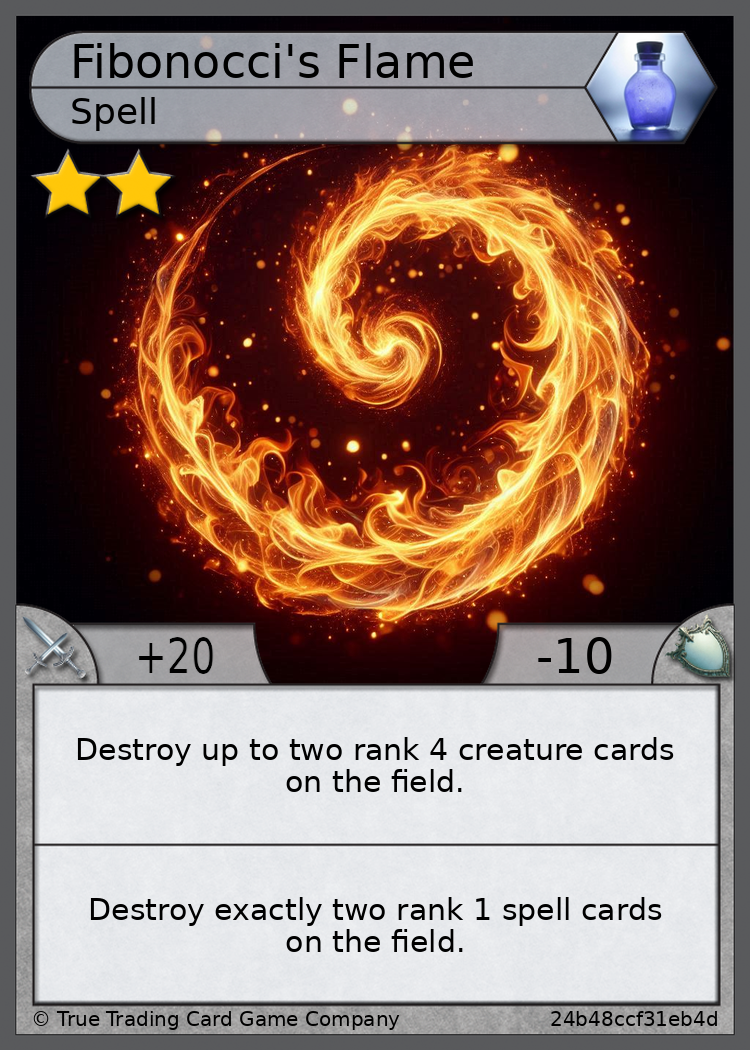 Fibonocci's Flame
Spell
+20
-10
Destroy up to two rank 4 creature cards
on the field.
Destroy exactly two rank 1 spell cards
on the field.
© True Trading Card Game Company
24b48ccf31eb4d